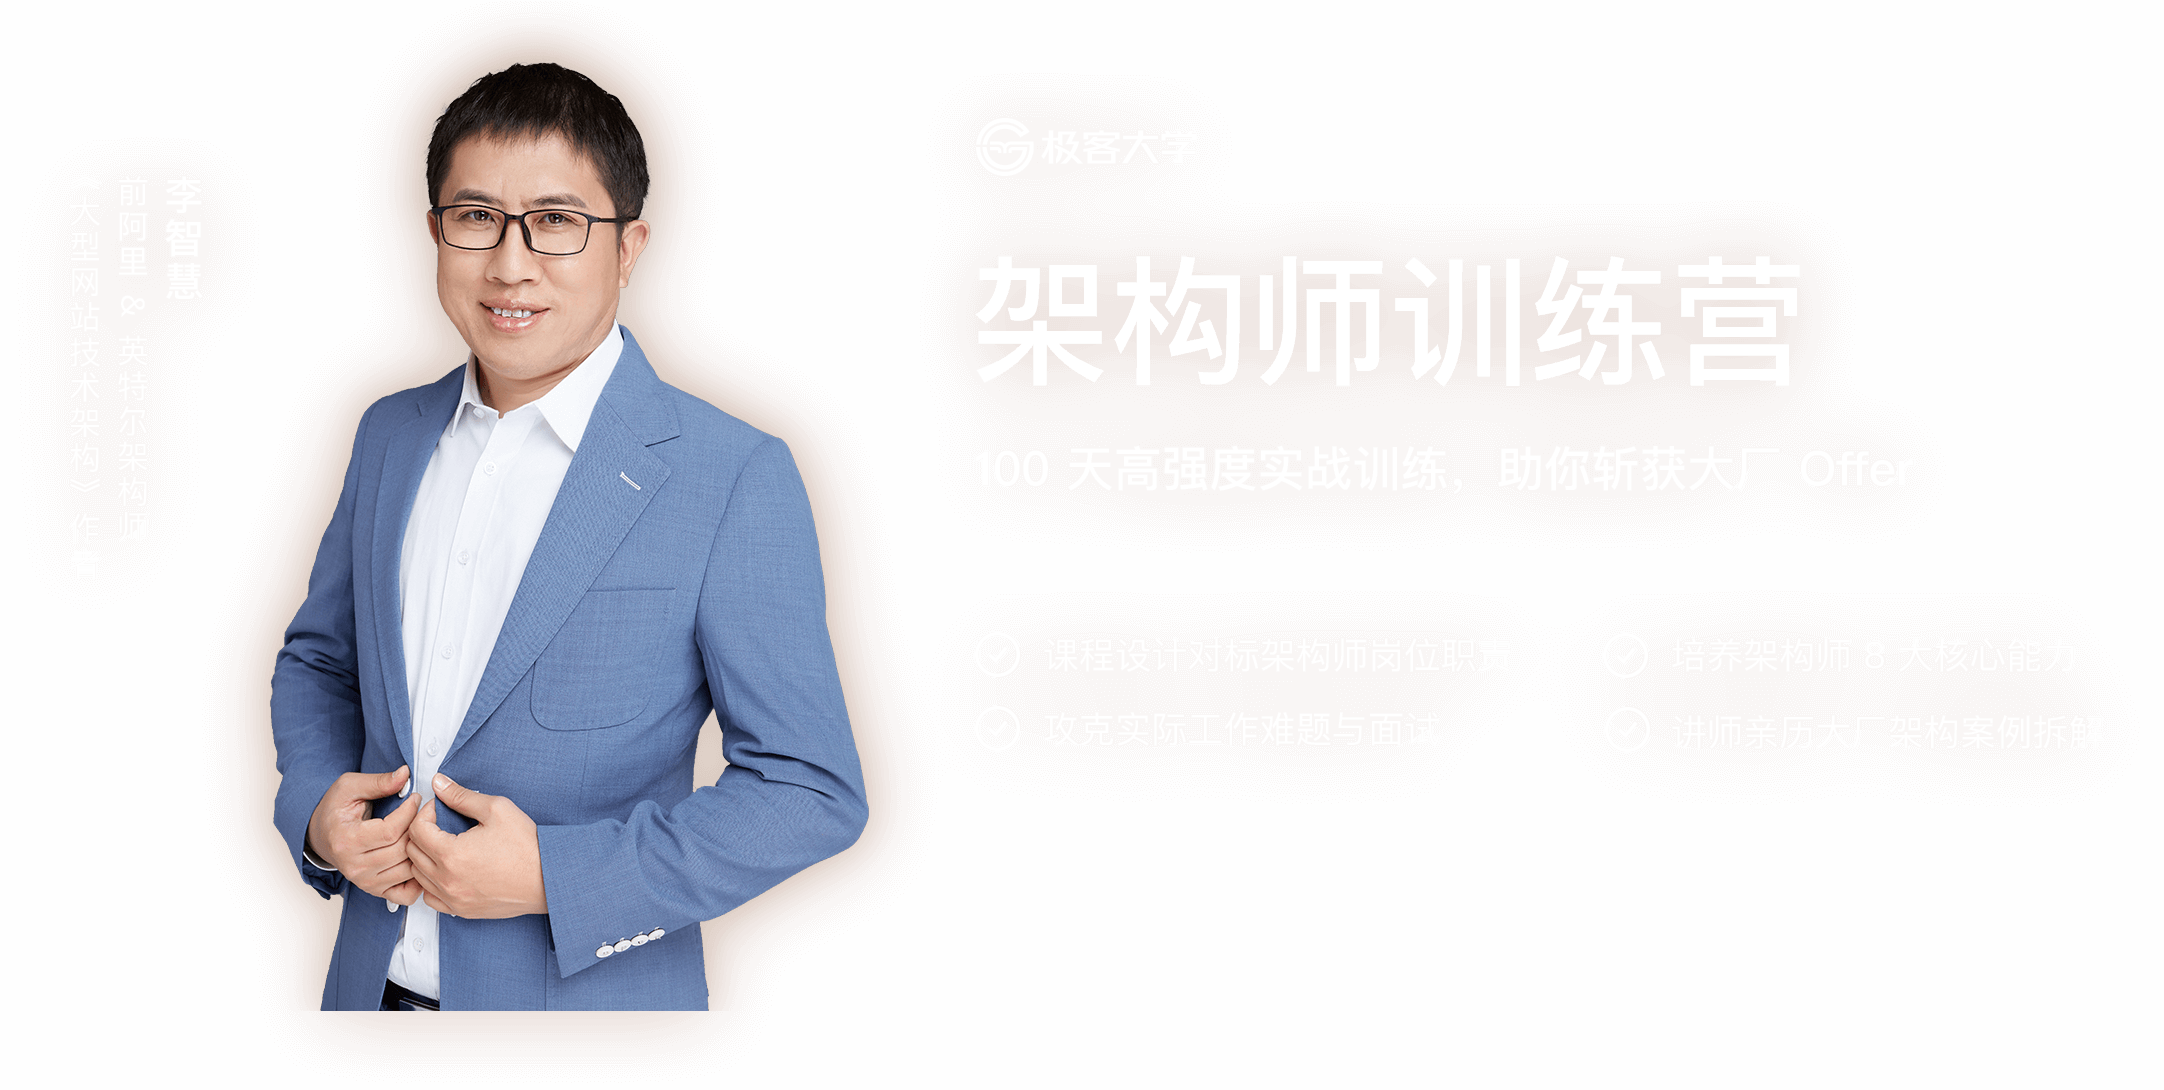 李智慧
前阿里 & 英特尔架构师
《大型网站技术架构》作者
极客大学
架构师训练营
100 天高强度实战训练，助你斩获大厂 Offer
课程设计对标架构师岗位职责
培养架构师 8 大核心能力
攻克实际工作难题与面试
讲师亲历大厂架构案例拆解